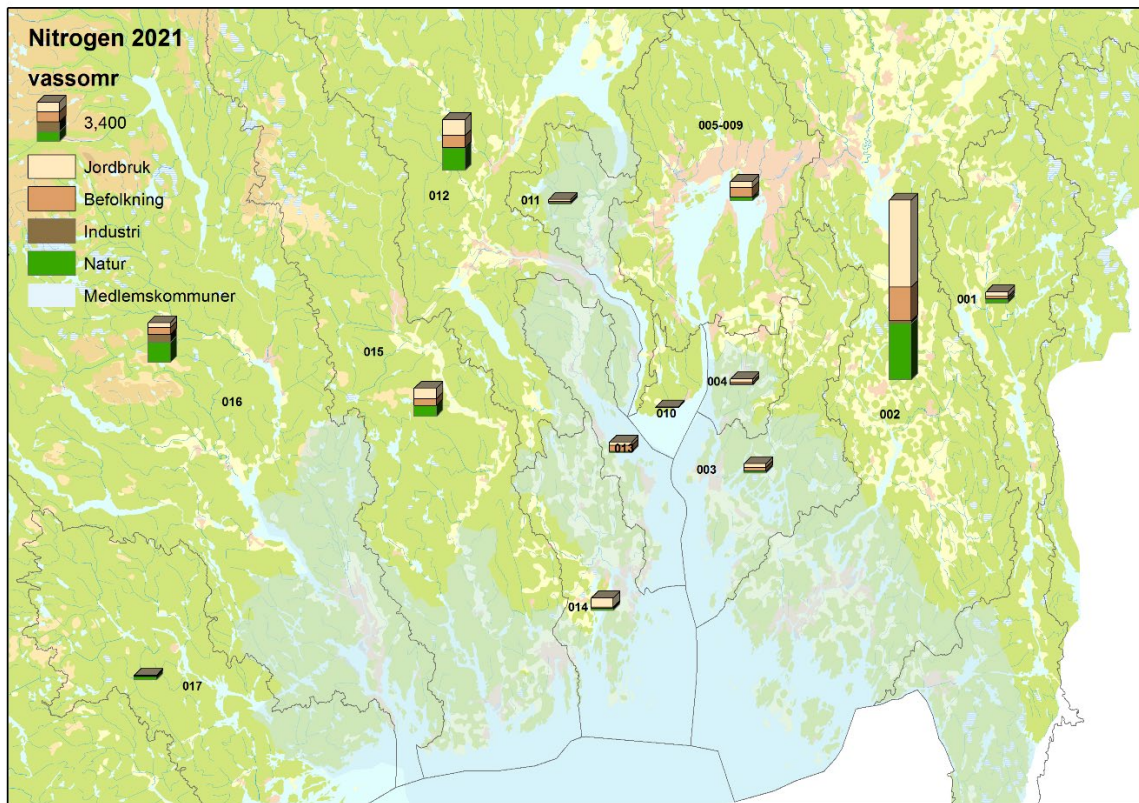 Nitrogen 2021
vassomr
3,400
Jordbruk
Befolkning
Industri
Natur
Medlemskommuner
005-009
012
011
001
015
016
004
010
002
013
003
014
017